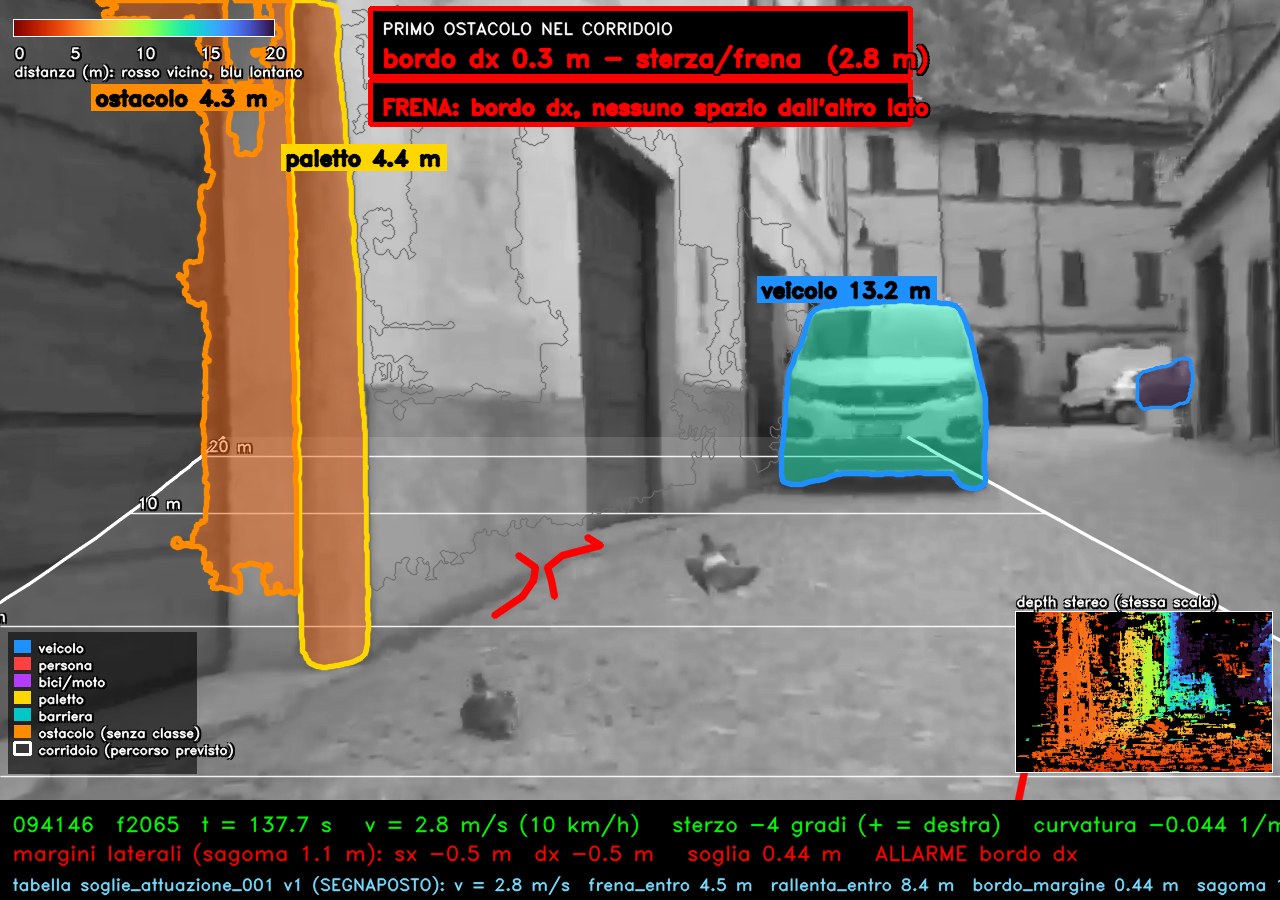 PRIMO OSTACOLO NEL CORRIDOIO
bordo dx 0.3 m – sterza/frena (2.8 m)
FRENA: bordo dx, nessuno spazio dall'altro lato
0 5 10 15 20
distanza (m): rosso vicino, blu lontano
ostacolo 4.3 m
paletto 4.4 m
veicolo 13.2 m
20 m
10 m
m
depth stereo (stessa scala)
veicolo
persona
bici/moto
paletto
barriera
ostacolo (senza classe)
corridoio (percorso previsto)
094146 f2065 t = 137.7 s v = 2.8 m/s (10 km/h) sterzo −4 gradi (+ = destra) curvatura −0.044 1/m
margini laterali (sagoma 1.1 m): sx −0.5 m dx −0.5 m soglia 0.44 m ALLARME bordo dx
tabella soglie_attuazione_001 v1 (SEGNAPOSTO): v = 2.8 m/s frena_entro 4.5 m rallenta_entro 8.4 m bordo_margine 0.44 m sagoma